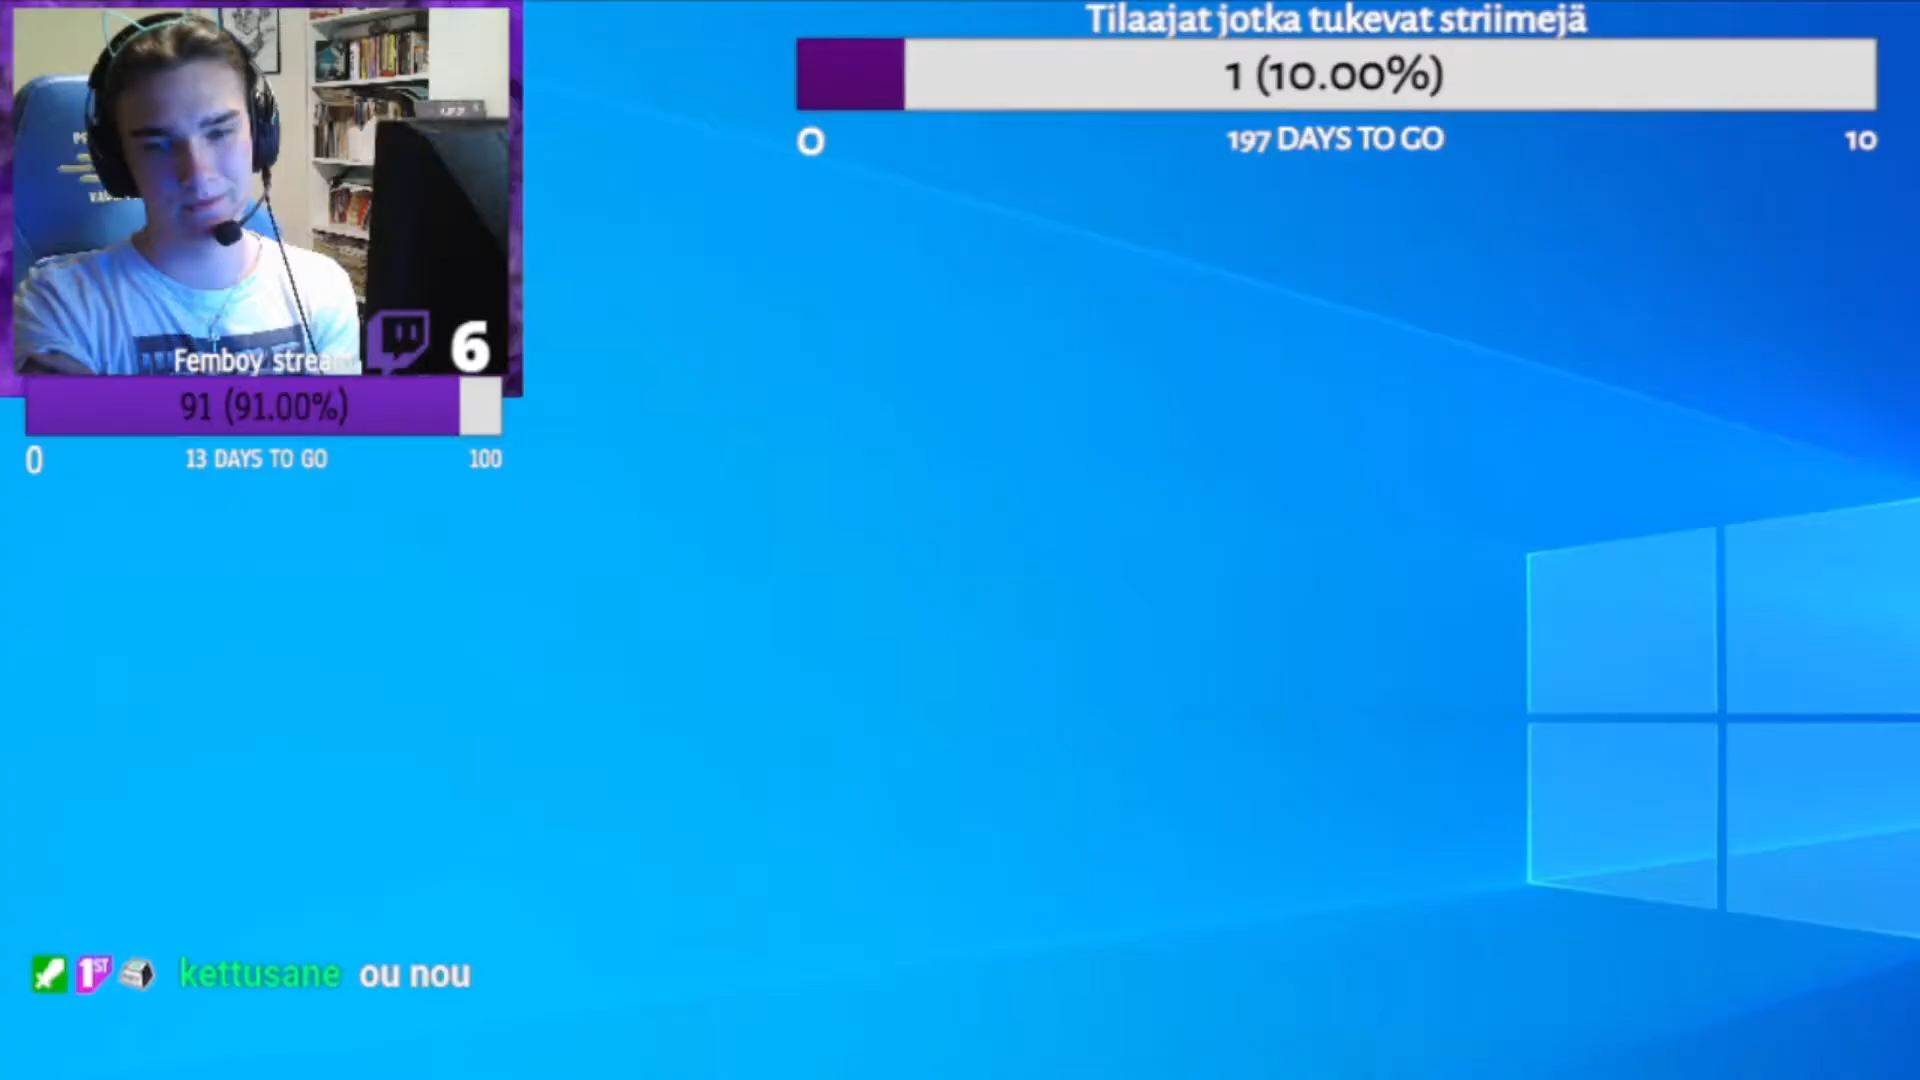 Tilaajat jotka tukevat striimejä
1 (10.00%)
0
197 DAYS TO GO
10
6
Femboy
91 (91.00%)
0
13 DAYS TO GO
100
1ST
kettusane ou nou